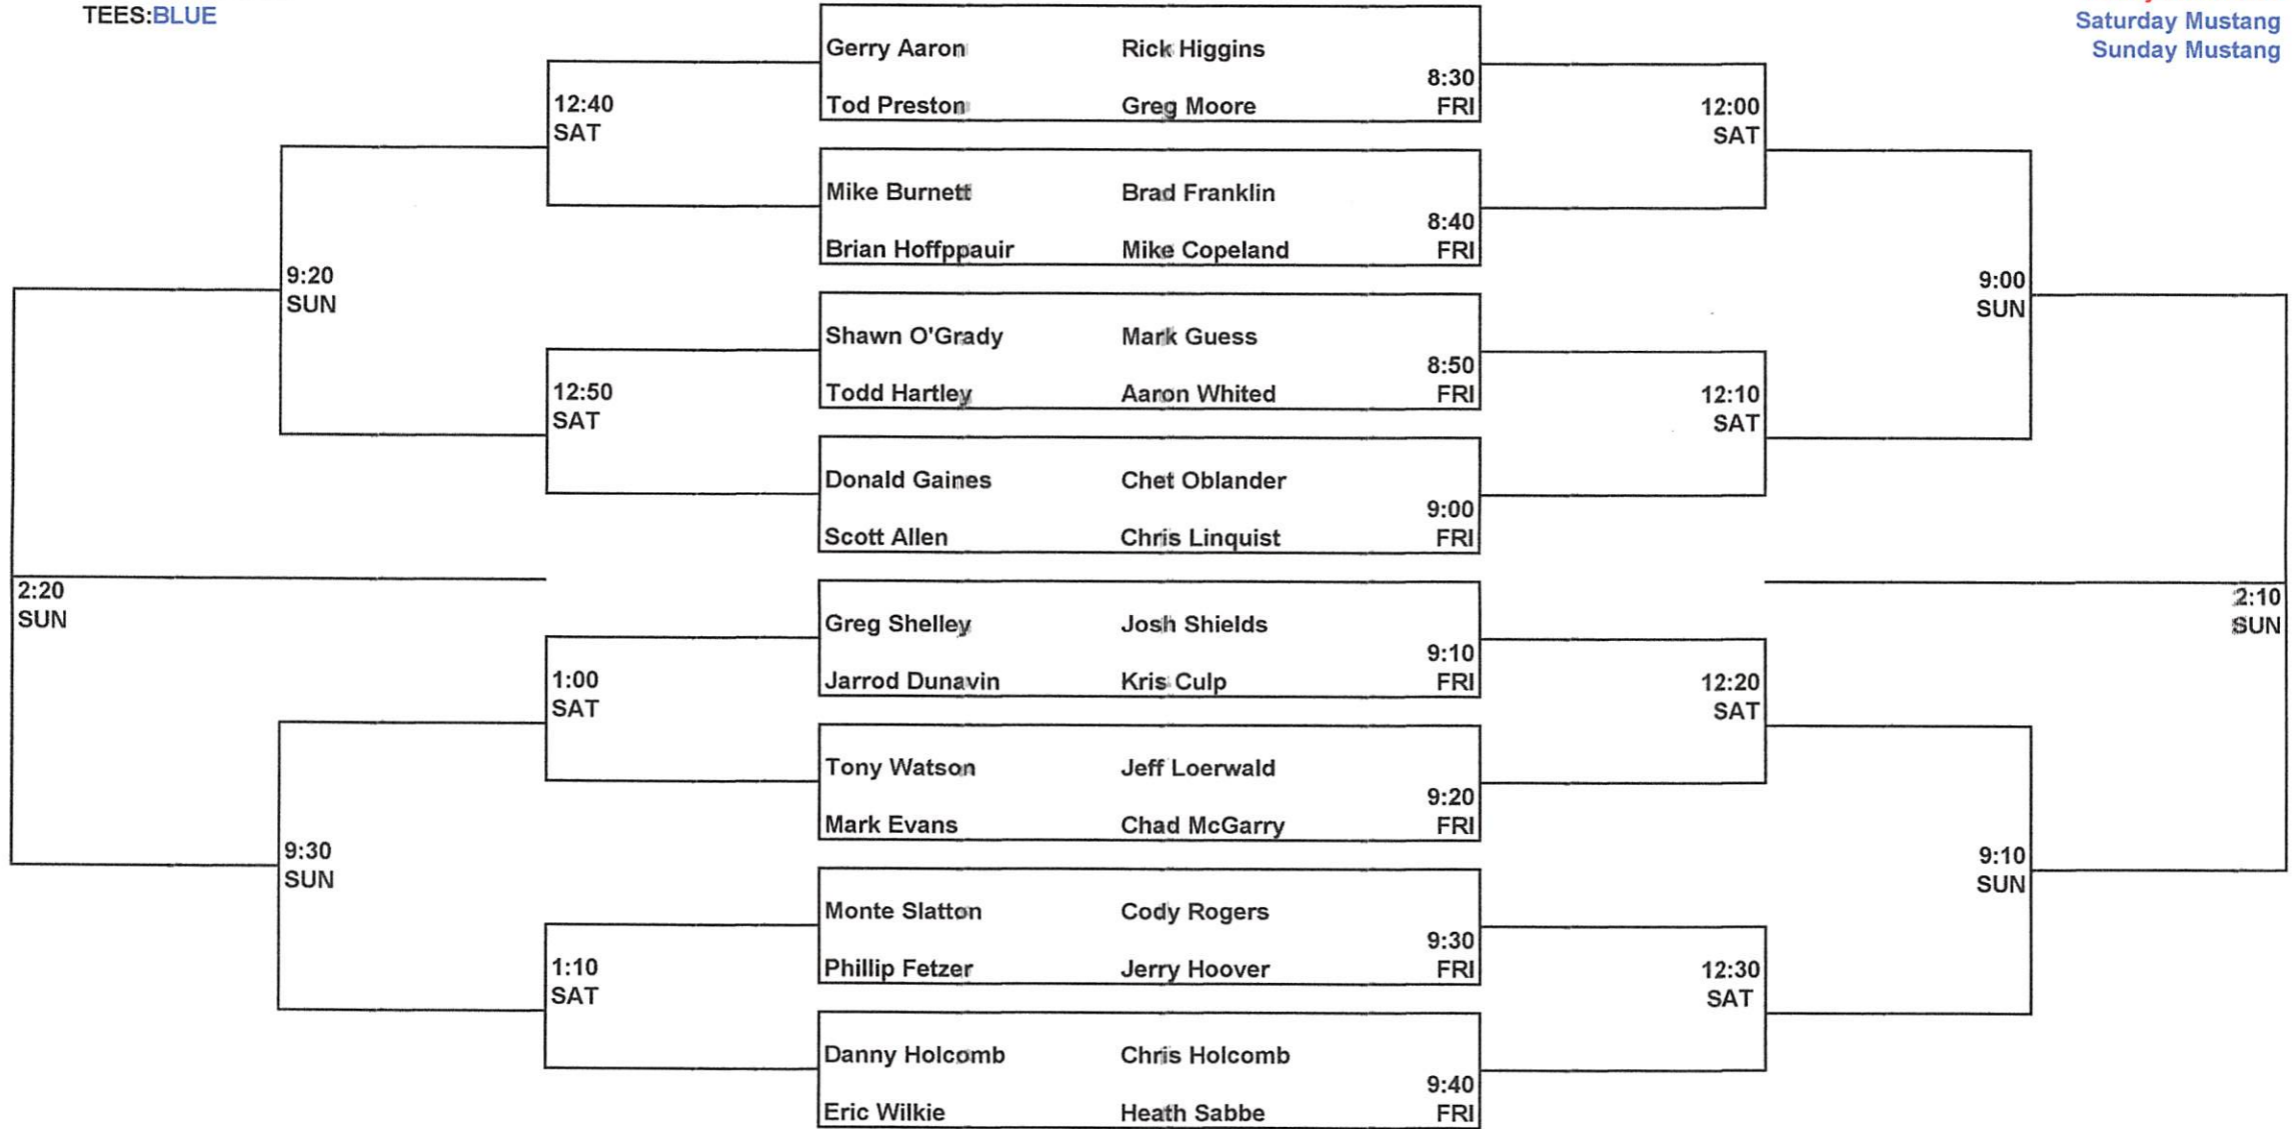 TEES:BLUE
Saturday Mustang
Sunday Mustang
Gerry Aaron Rick Higgins
8:30
Tod Preston Greg Moore FRI
12:40
SAT
12:00
SAT
Mike Burnett Brad Franklin
8:40
Brian Hoffppauir Mike Copeland FRI
9:20
SUN
9:00
SUN
Shawn O'Grady Mark Guess
8:50
Todd Hartley Aaron Whited FRI
12:50
SAT
12:10
SAT
Donald Gaines Chet Oblander
9:00
Scott Allen Chris Linquist FRI
2:20
SUN
2:10
SUN
Greg Shelley Josh Shields
9:10
Jarrod Dunavin Kris Culp FRI
1:00
SAT
12:20
SAT
Tony Watson Jeff Loerwald
9:20
Mark Evans Chad McGarry FRI
9:30
SUN
9:10
SUN
Monte Slatton Cody Rogers
9:30
Phillip Fetzer Jerry Hoover FRI
1:10
SAT
12:30
SAT
Danny Holcomb Chris Holcomb
9:40
Eric Wilkie Heath Sabbe FRI